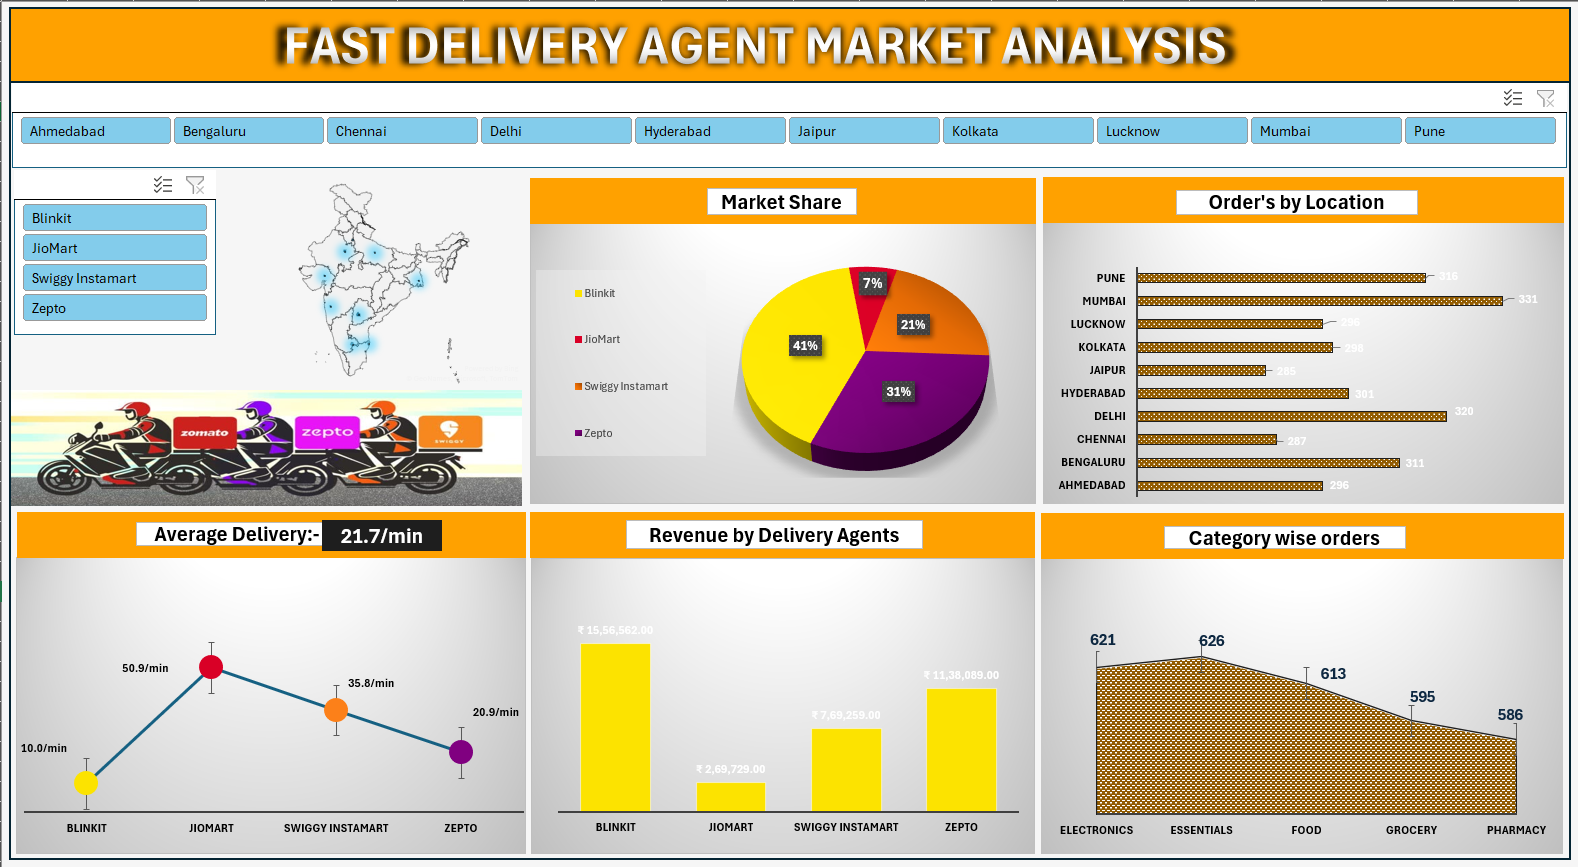 FAST DELIVERY AGENT MARKET ANALYSIS
Ahmedabad
Bengaluru
Chennai
Delhi
Hyderabad
Jaipur
Kolkata
Lucknow
Mumbai
Pune
Blinkit
JioMart
Swiggy Instamart
Zepto
zomato
zepto
SWIGGY
Market Share
Blinkit
JioMart
Swiggy Instamart
Zepto
7%
21%
41%
31%
Order's by Location
PUNE
MUMBAI 331
LUCKNOW 296
KOLKATA 298
JAIPUR 285
HYDERABAD 301
DELHI 320
CHENNAI 287
BENGALURU 311
AHMEDABAD 296
Average Delivery:- 21.7/min
50.9/min
35.8/min
20.9/min
10.0/min
BLINKIT
JIOMART
SWIGGY INSTAMART
ZEPTO
Revenue by Delivery Agents
₹ 15,56,562.00
₹ 2,69,729.00
₹ 7,69,259.00
₹ 11,38,089.00
BLINKIT
JIOMART
SWIGGY INSTAMART
ZEPTO
Category wise orders
621
626
613
595
586
ELECTRONICS
ESSENTIALS
FOOD
GROCERY
PHARMACY